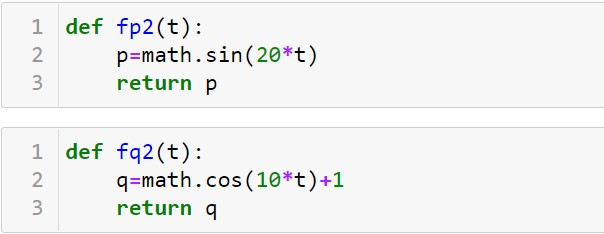 1 def fp2(t):
2     p=math.sin(20*t)
3     return p
1 def fq2(t):
2     q=math.cos(10*t)+1
3     return q